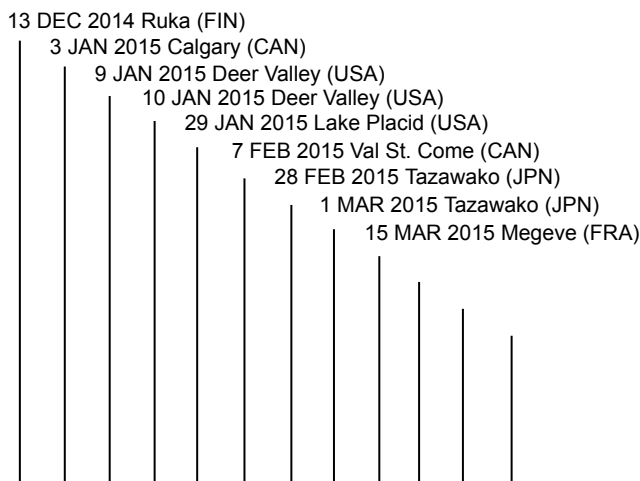 13 DEC 2014 Ruka (FIN)
3 JAN 2015 Calgary (CAN)
9 JAN 2015 Deer Valley (USA)
10 JAN 2015 Deer Valley (USA)
29 JAN 2015 Lake Placid (USA)
7 FEB 2015 Val St. Come (CAN)
28 FEB 2015 Tazawako (JPN)
1 MAR 2015 Tazawako (JPN)
15 MAR 2015 Megeve (FRA)